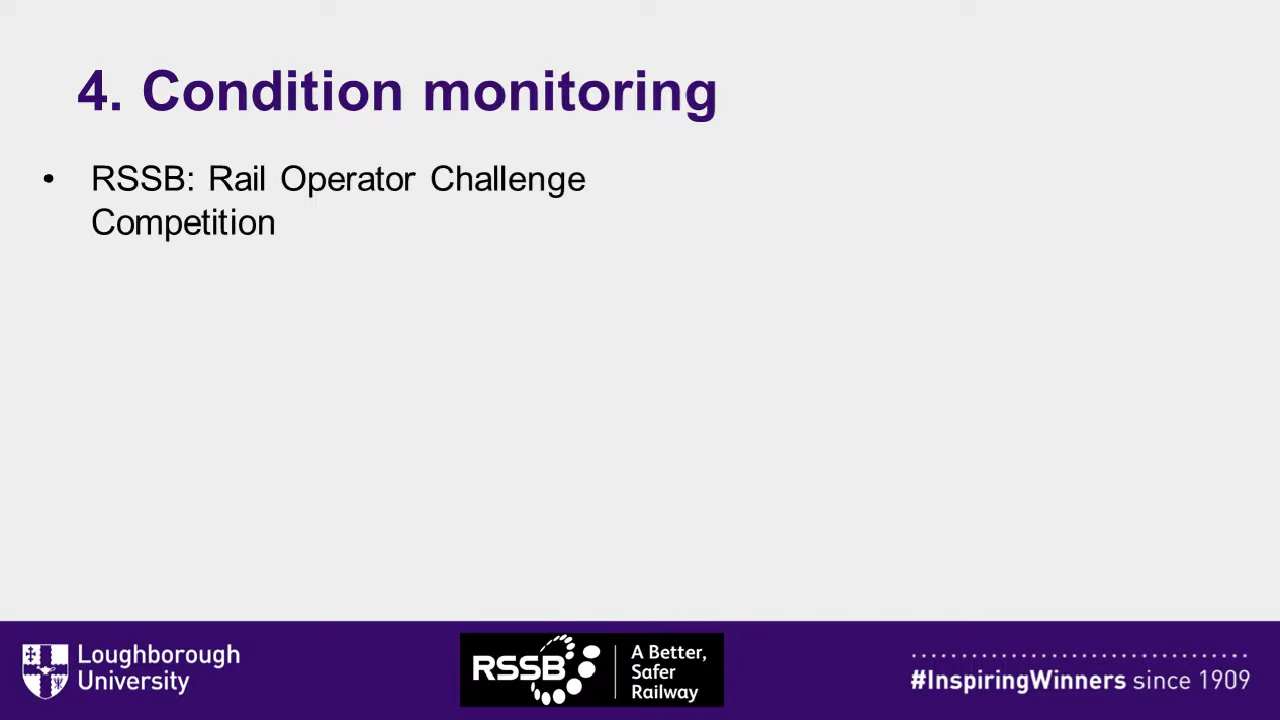 4. Condition monitoring
• RSSB: Rail Operator Challenge
Competition
Loughborough
University
RSSB
A Better,
Safer
Railway
#InspiringWinners since 1909